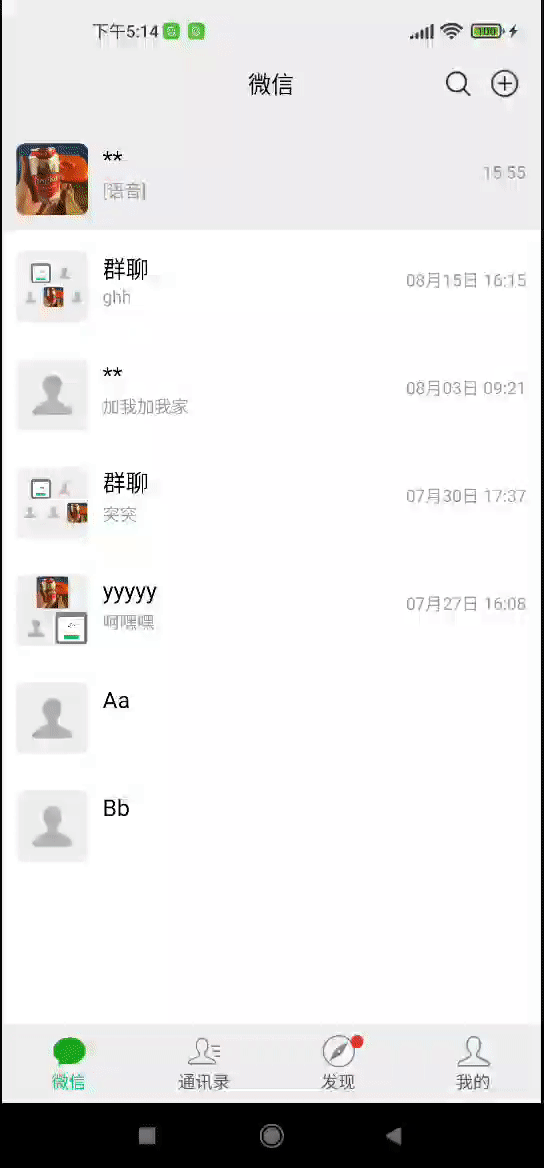 下午5:14
100
微信
**
[语音]
15:55
群聊
08月15日 16:15
ghh
**
08月03日 09:21
加我加我家
群聊
07月30日 17:37
突突
yyyyy
07月27日 16:08
呵嘿嘿
Aa
Bb
微信
通讯录
发现
我的